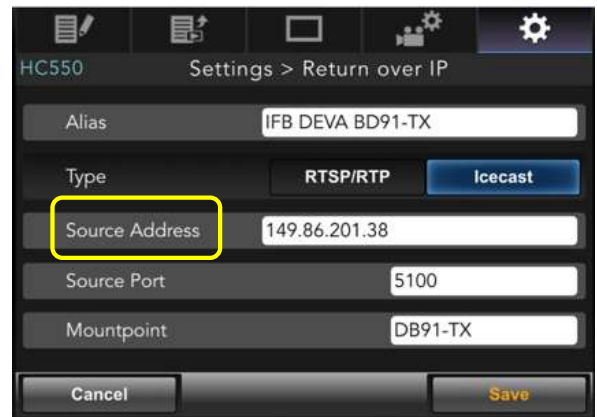 HC550 Settings > Return over IP
Alias IFB DEVA BD91-TX
Type RTSP/RTP Icecast
Source Address 149.86.201.38
Source Port 5100
Mountpoint DB91-TX
Cancel Save